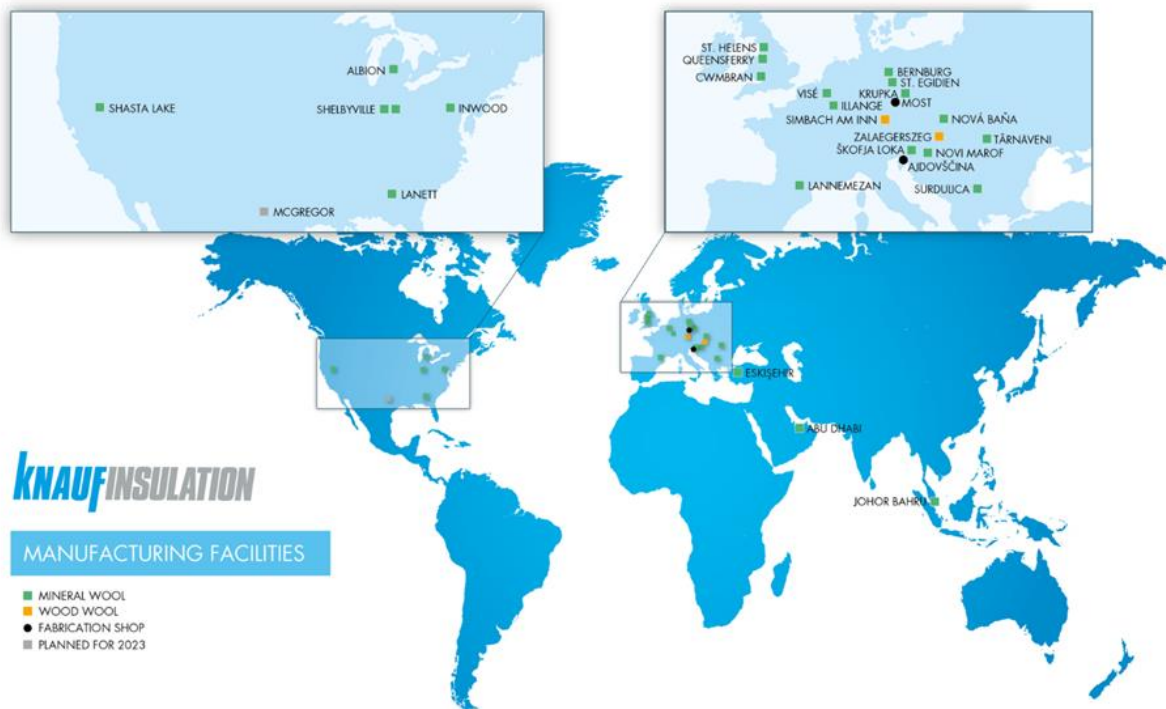 ALBION
SHASTA LAKE
SHELBYVILLE
INWOOD
LANETT
MCGREGOR
ST. HELENS
QUEENSFERRY
CWMBRAN
BERNBURG
ST. EGIDIEN
VISÉ
KRUPKA
ILLANGE
MOST
SIMBACH AM INN
NOVÁ BAŇA
ZALAEGERSZEG
TÂRNAVENI
ŠKOFJA LOKA
NOVI MAROF
AJDOVŠČINA
LANNEMEZAN
SURDULICA
ESKIŞEHIR
ABU DHABI
JOHOR BAHRU
KNAUFINSULATION
MANUFACTURING FACILITIES
MINERAL WOOL
WOOD WOOL
FABRICATION SHOP
PLANNED FOR 2023